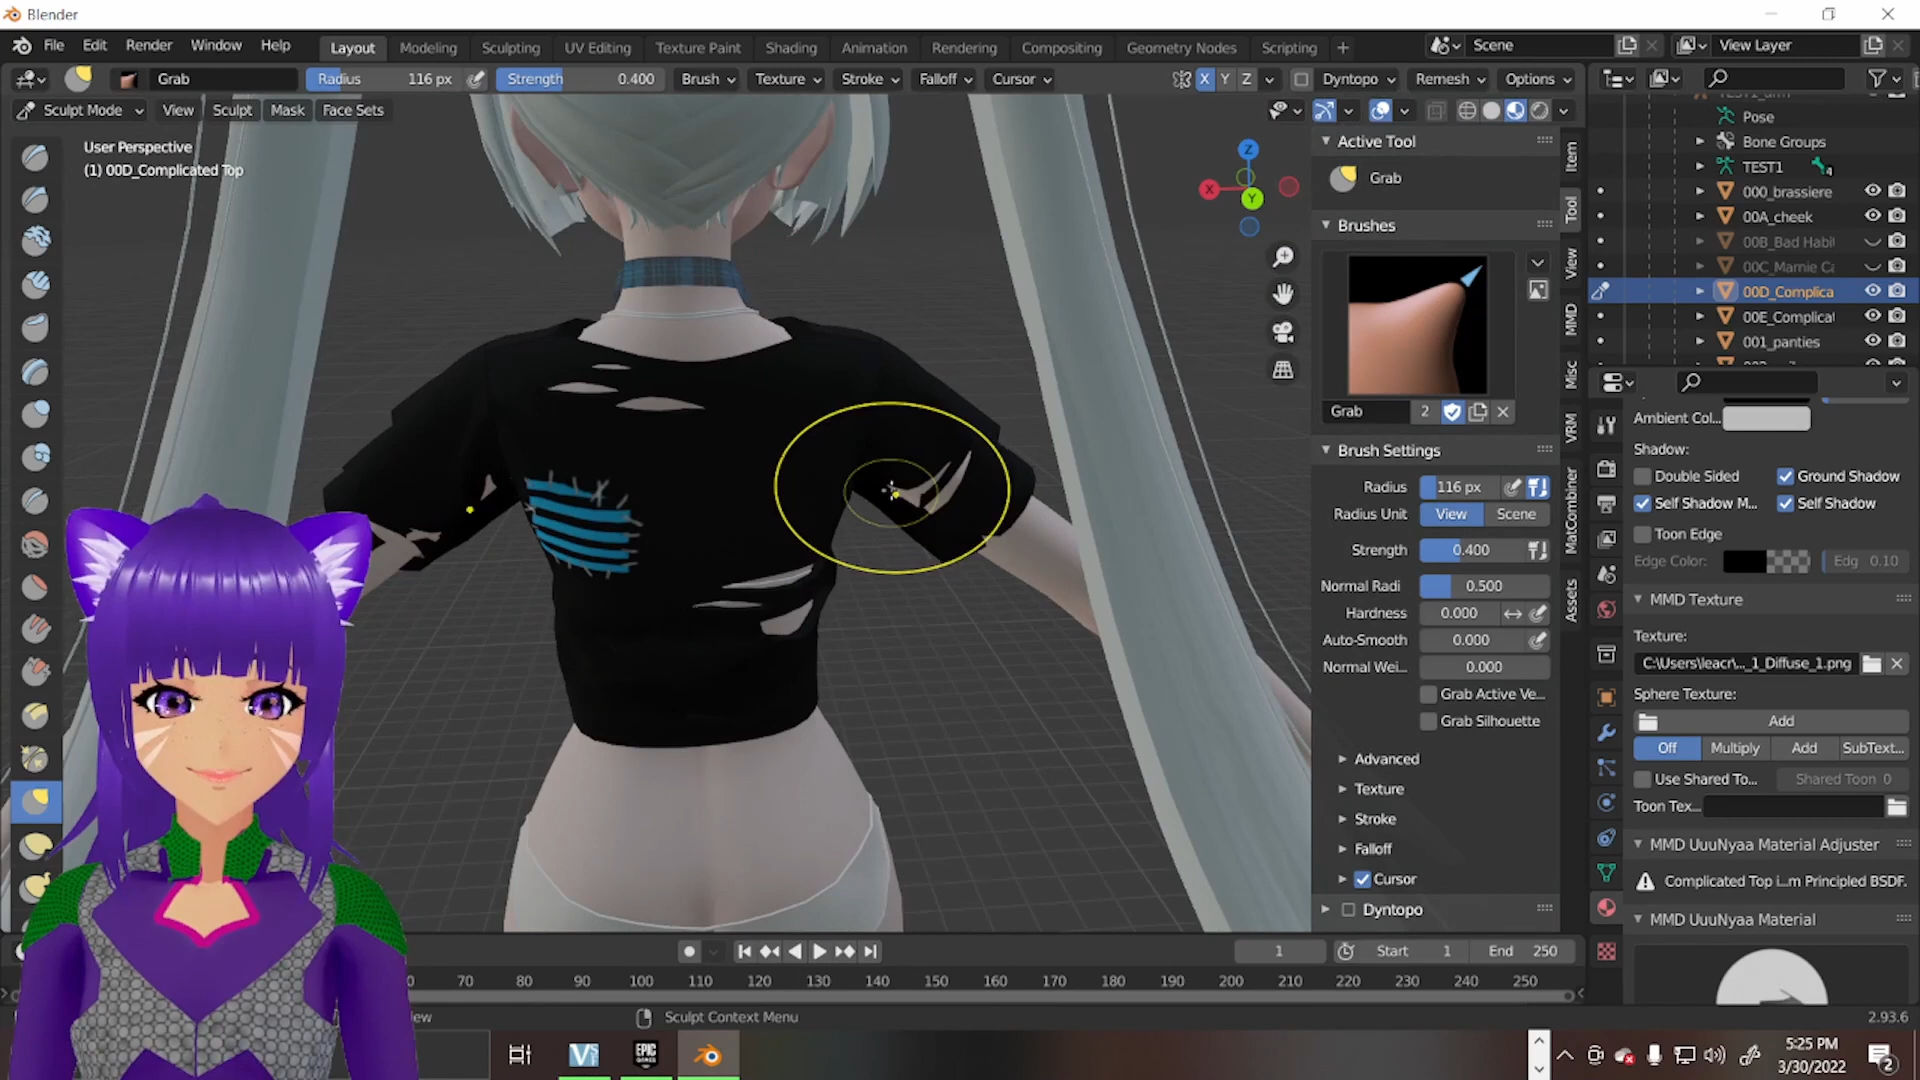 Blender
File Edit Render Window Help
Layout Modeling Sculpting UV Editing Texture Paint Shading Animation Rendering Compositing Geometry Nodes Scripting +
Scene
View Layer
Grab
Radius 116 px
Strength 0.400
Brush Texture Stroke Falloff Cursor
X Y Z
Dyntopo Remesh Options
Sculpt Mode View Sculpt Mask Face Sets
User Perspective
(1) 00D_Complicated Top
Z
X
Y
Active Tool
Grab
Brushes
Grab 2
Brush Settings
Radius 116 px
Radius Unit View Scene
Strength 0.400
Normal Radi 0.500
Hardness 0.000
Auto-Smooth 0.000
Normal Wei... 0.000
Grab Active Ve...
Grab Silhouette
Advanced
Texture
Stroke
Falloff
Cursor
Dyntopo
Item
Tool
View
MMD
Misc
VRM
MatCombiner
Assets
Pose
Bone Groups
TEST1 4
000_brassiere
00A_cheek
00B_Bad Habi
00C_Marnie Ca
00D_Complica
00E_Complicat
001_panties
Ambient Col...
Shadow:
Double Sided Ground Shadow
Self Shadow M... Self Shadow
Toon Edge
Edge Color: Edg 0.10
MMD Texture
Texture:
C:\Users\leacr\..._1_Diffuse_1.png
Sphere Texture:
Add
Off Multiply Add SubText...
Use Shared To... Shared Toon 0
Toon Tex...
MMD UuuNyaa Material Adjuster
Complicated Top i...m Principled BSDF.
MMD UuuNyaa Material
1 Start 1 End 250
70 80 90 100 110 120 130 140 150 160 170 180 190 200 210 220 230 240 250
Sculpt Context Menu
2.93.6
EPIC GAMES
5:25 PM
3/30/2022
2